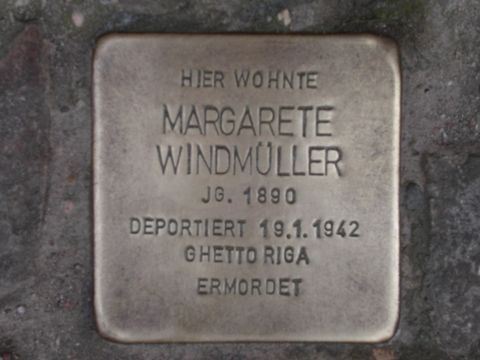 HIER WOHNTE
MARGARETE
WINDMÜLLER
JG. 1890
DEPORTIERT 19.1.1942
GHETTO RIGA
ERMORDET